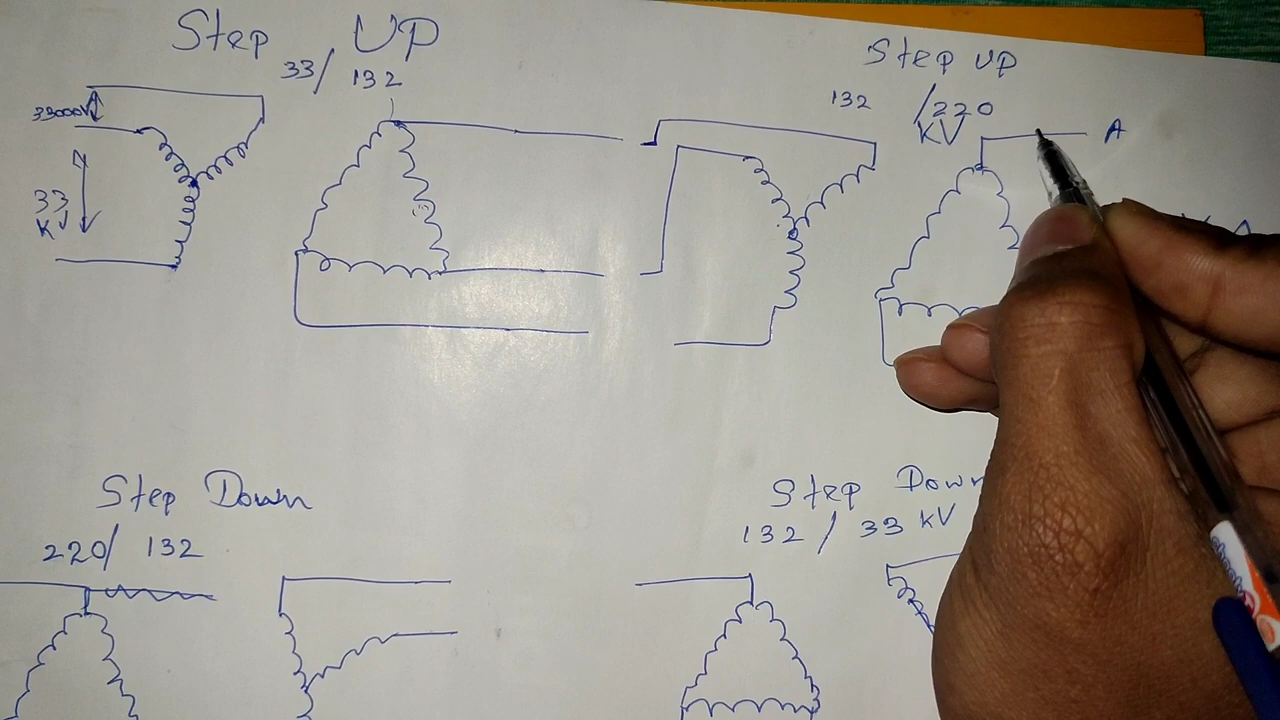 Step UP
33/ 132
33000V
33
KV
Step UP
132 /220
KV
A
Step Down
220/ 132
Step Down
132 / 33 KV